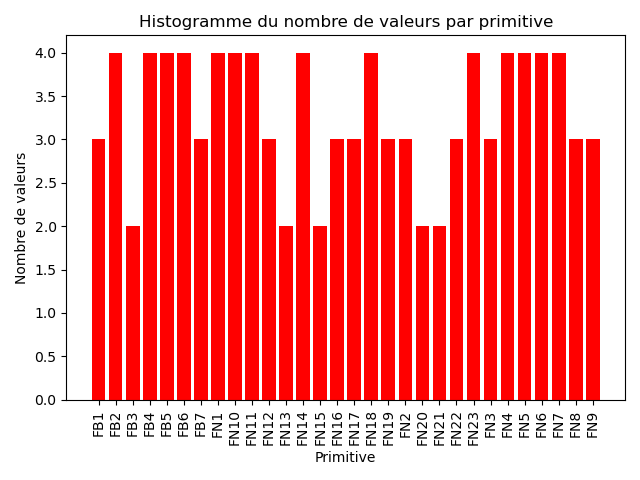 Histogramme du nombre de valeurs par primitive
Nombre de valeurs
4.0
3.5
3.0
2.5
2.0
1.5
1.0
0.5
0.0
FB1 FB2 FB3 FB4 FB5 FB6 FB7 FN1 FN10 FN11 FN12 FN13 FN14 FN15 FN16 FN17 FN18 FN19 FN2 FN20 FN21 FN22 FN23 FN3 FN4 FN5 FN6 FN7 FN8 FN9
Primitive